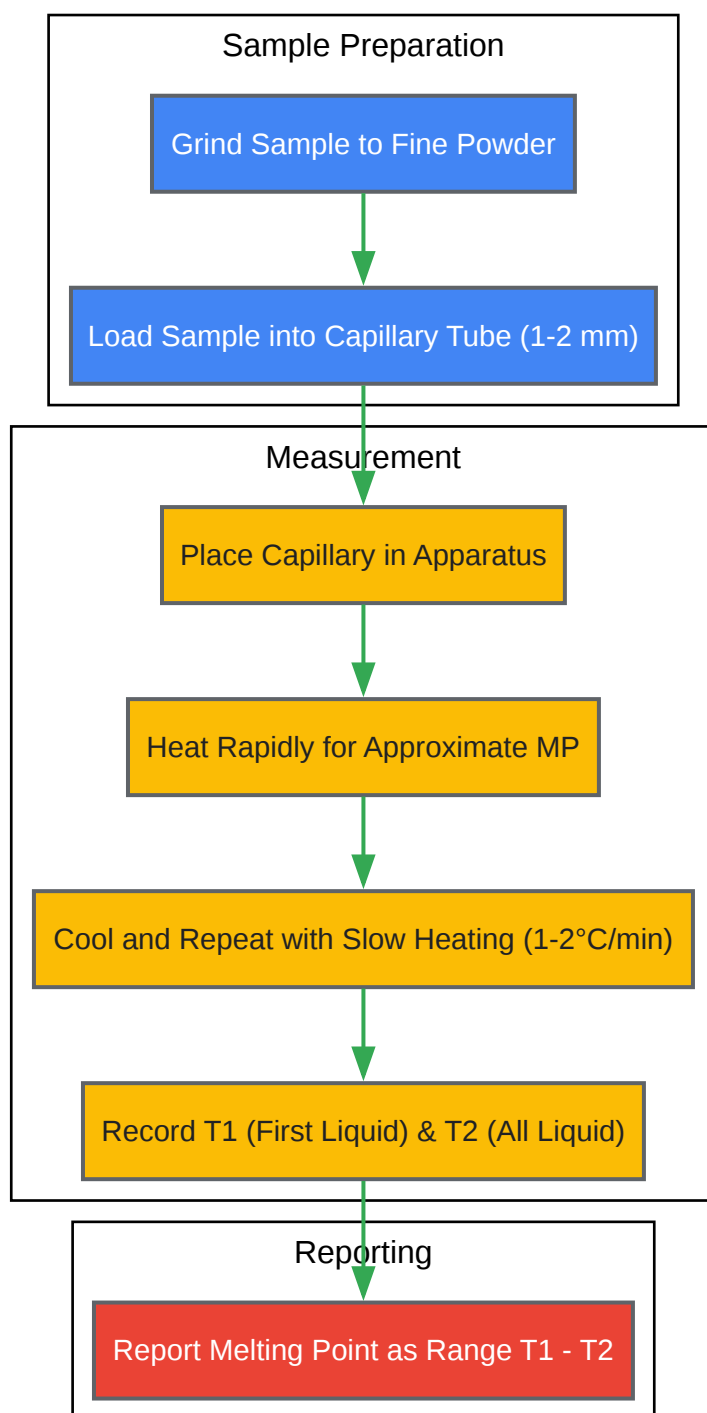 Sample Preparation
Grind Sample to Fine Powder
Load Sample into Capillary Tube (1-2 mm)
Measurement
Place Capillary in Apparatus
Heat Rapidly for Approximate MP
Cool and Repeat with Slow Heating (1-2°C/min)
Record T1 (First Liquid) & T2 (All Liquid)
Reporting
Report Melting Point as Range T1 - T2